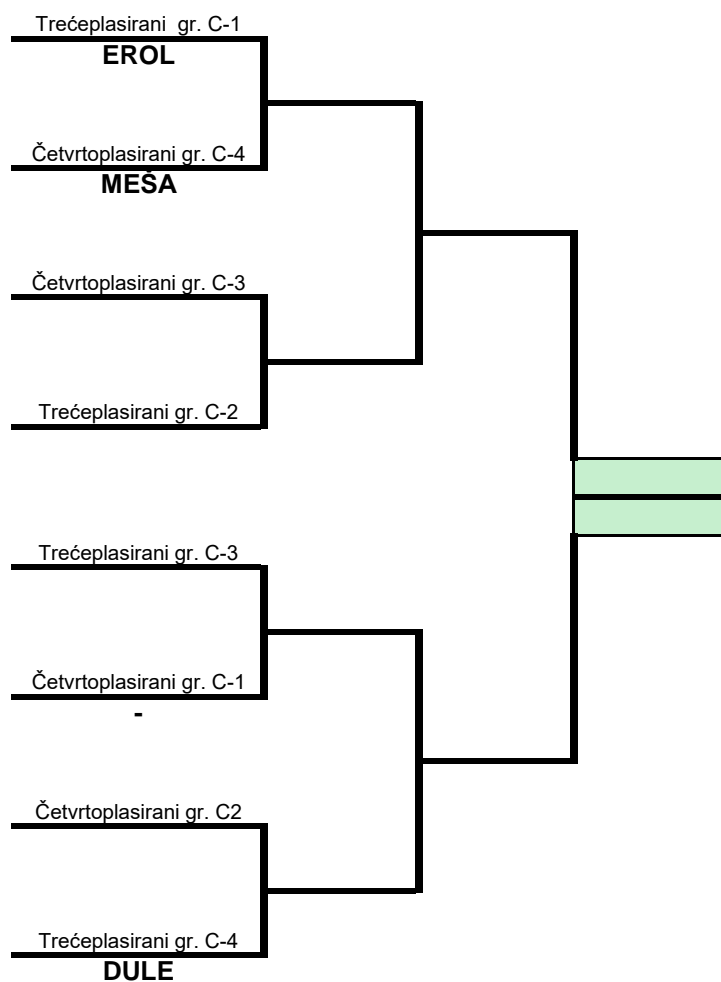 Trećeplasirani  gr. C-1
EROL
Četvrtoplasirani gr. C-4
MEŠA
Četvrtoplasirani gr. C-3
Trećeplasirani gr. C-2
Trećeplasirani gr. C-3
Četvrtoplasirani gr. C-1
-
Četvrtoplasirani gr. C2
Trećeplasirani gr. C-4
DULE